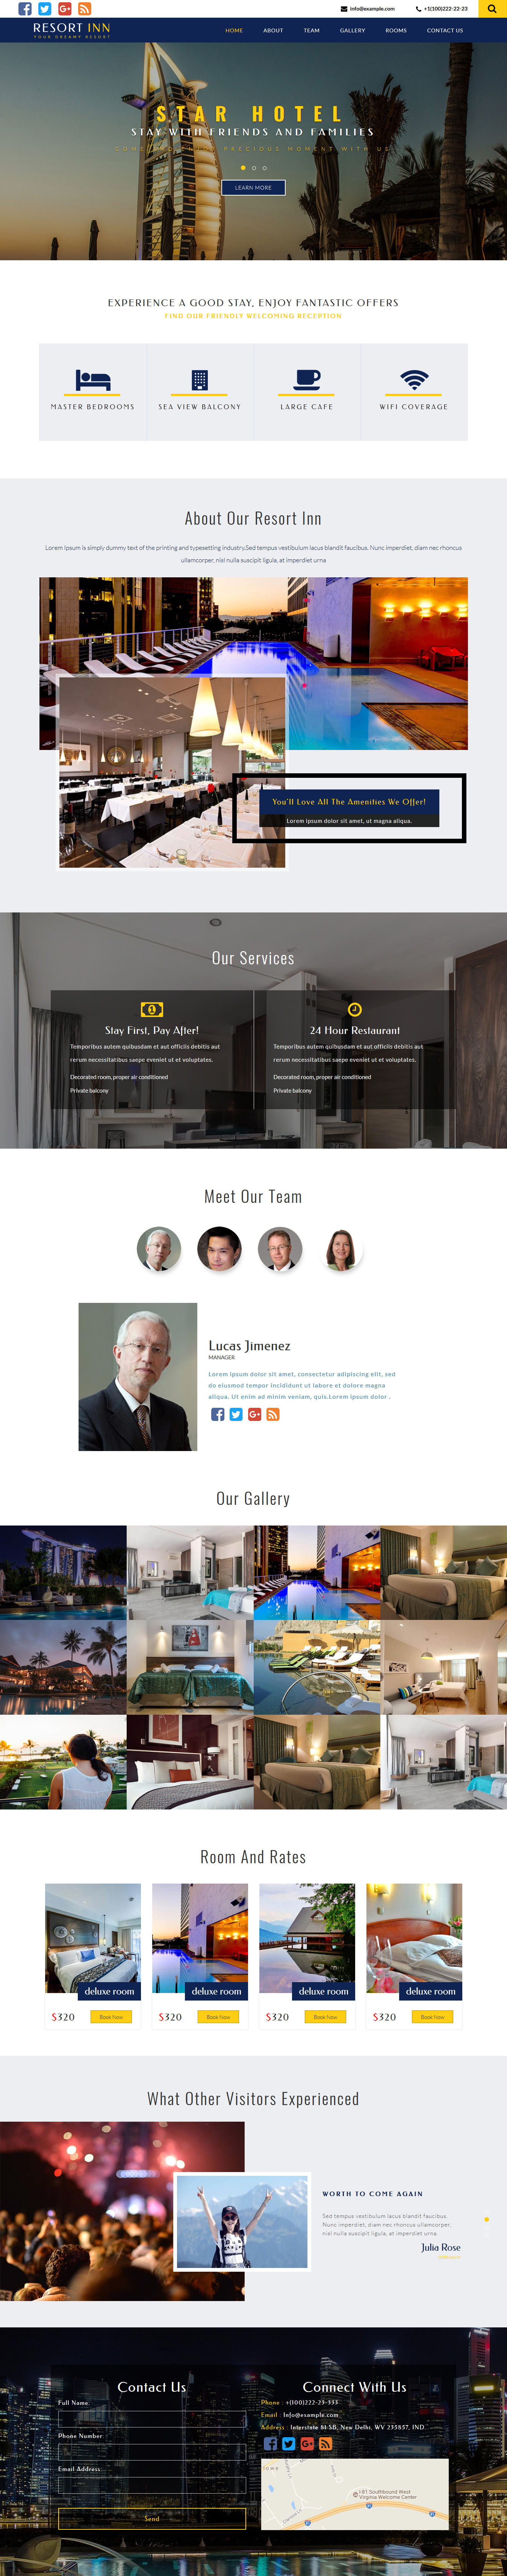 info@example.com
+1(100)222-22-23
RESORT INN
YOUR DREAMY RESORT
HOME
ABOUT
TEAM
GALLERY
ROOMS
CONTACT US
STAR HOTEL
STAY WITH FRIENDS AND FAMILIES
PRECIOUS MOMENT WITH US
LEARN MORE
EXPERIENCE A GOOD STAY, ENJOY FANTASTIC OFFERS
FIND OUR FRIENDLY WELCOMING RECEPTION
MASTER BEDROOMS
SEA VIEW BALCONY
LARGE CAFE
WIFI COVERAGE
About Our Resort Inn
Lorem Ipsum is simply dummy text of the printing and typesetting industry.Sed tempus vestibulum lacus blandit faucibus. Nunc imperdiet, diam nec rhoncus
ullamcorper, nisl nulla suscipit ligula, at imperdiet urna
You'll Love All The Amenities We Offer!
Lorem ipsum dolor sit amet, ut magna aliqua.
Our Services
Stay First, Pay After!
Temporibus autem quibusdam et aut officiis debitis aut
rerum necessitatibus saepe eveniet ut et voluptates.
Decorated room, proper air conditioned
Private balcony
24 Hour Restaurant
Temporibus autem quibusdam et aut officiis debitis aut
rerum necessitatibus saepe eveniet ut et voluptates.
Decorated room, proper air conditioned
Private balcony
Meet Our Team
Lucas Jimenez
MANAGER
Lorem ipsum dolor sit amet, consectetur adipiscing elit, sed
do eiusmod tempor incididunt ut labore et dolore magna
aliqua. Ut enim ad minim veniam, quis.Lorem ipsum dolor .
Our Gallery
Room And Rates
deluxe room
$320
Book Now
deluxe room
$320
Book Now
deluxe room
$320
Book Now
deluxe room
$320
Book Now
What Other Visitors Experienced
WORTH TO COME AGAIN
Sed tempus vestibulum lacus blandit faucibus.
Nunc imperdiet, diam nec rhoncus ullamcorper,
nisl nulla suscipit ligula, at imperdiet urna.
Julia Rose
Contact Us
Full Name
Phone Number
Email Address
Send
Connect With Us
Phone : +(100)222-23-333
Email : Info@example.com
Address : Interstate 81 SB, New Delhi, WV 235857, IND
I-81 Southbound West
Virginia Welcome Center